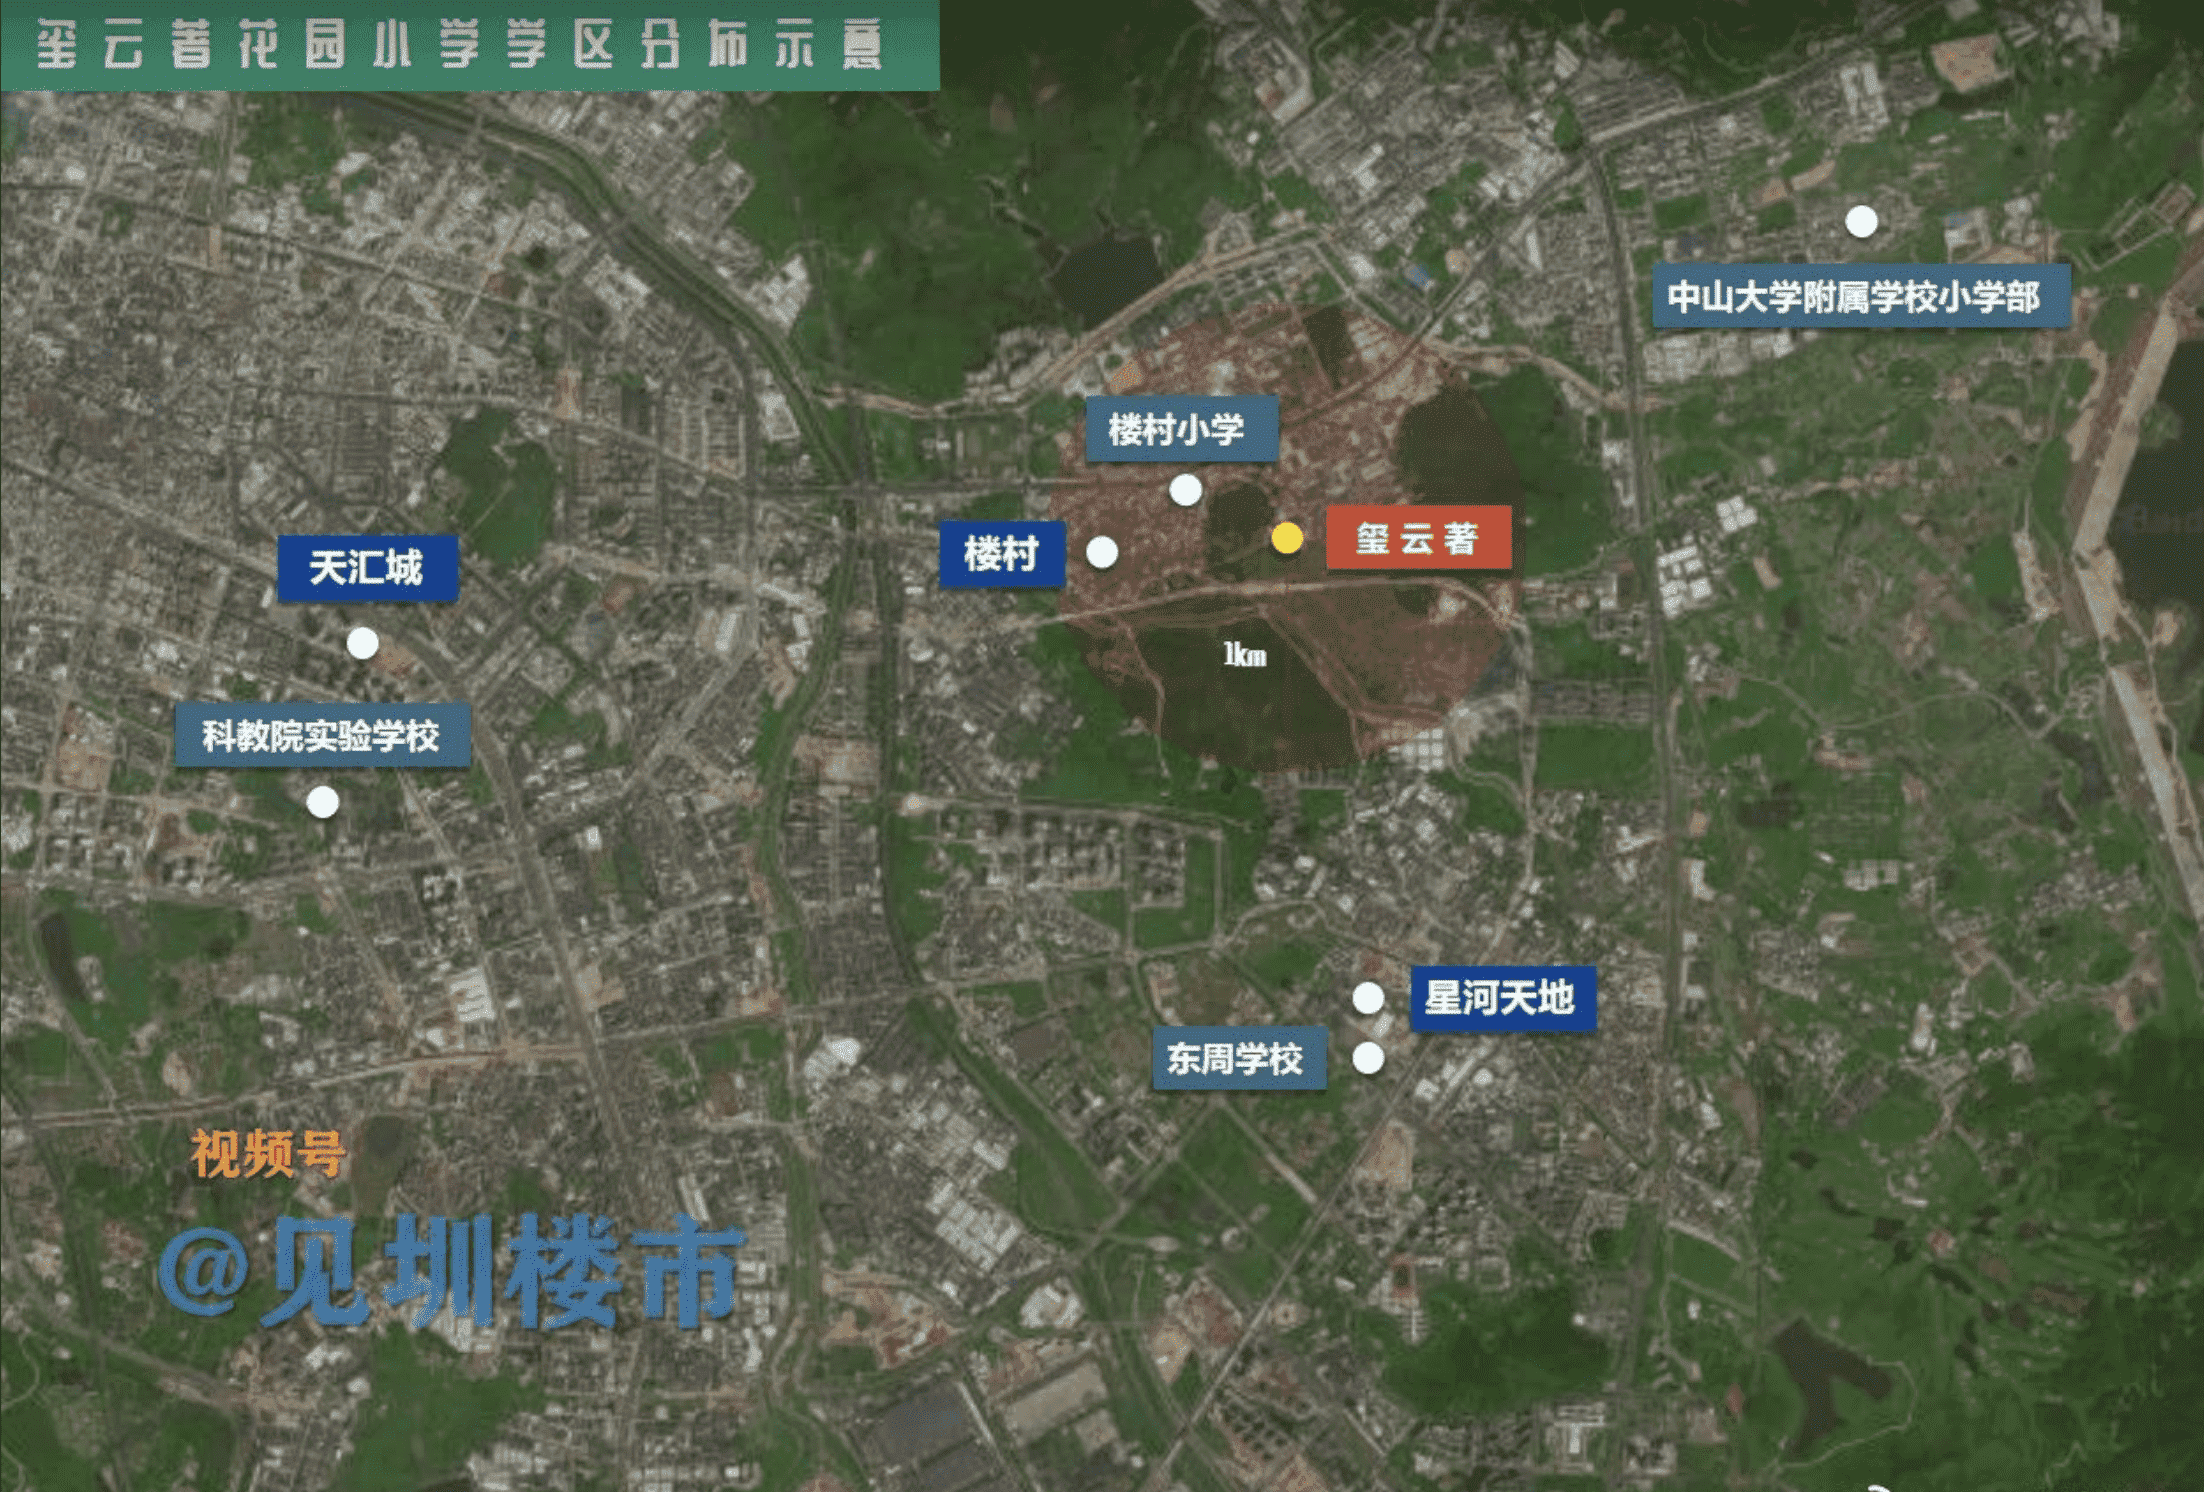 玺云著花园小学学区分布示意
中山大学附属学校小学部
楼村小学
玺云著
楼村
天汇城
1km
科教院实验学校
星河天地
东周学校
视频号
@见圳楼市